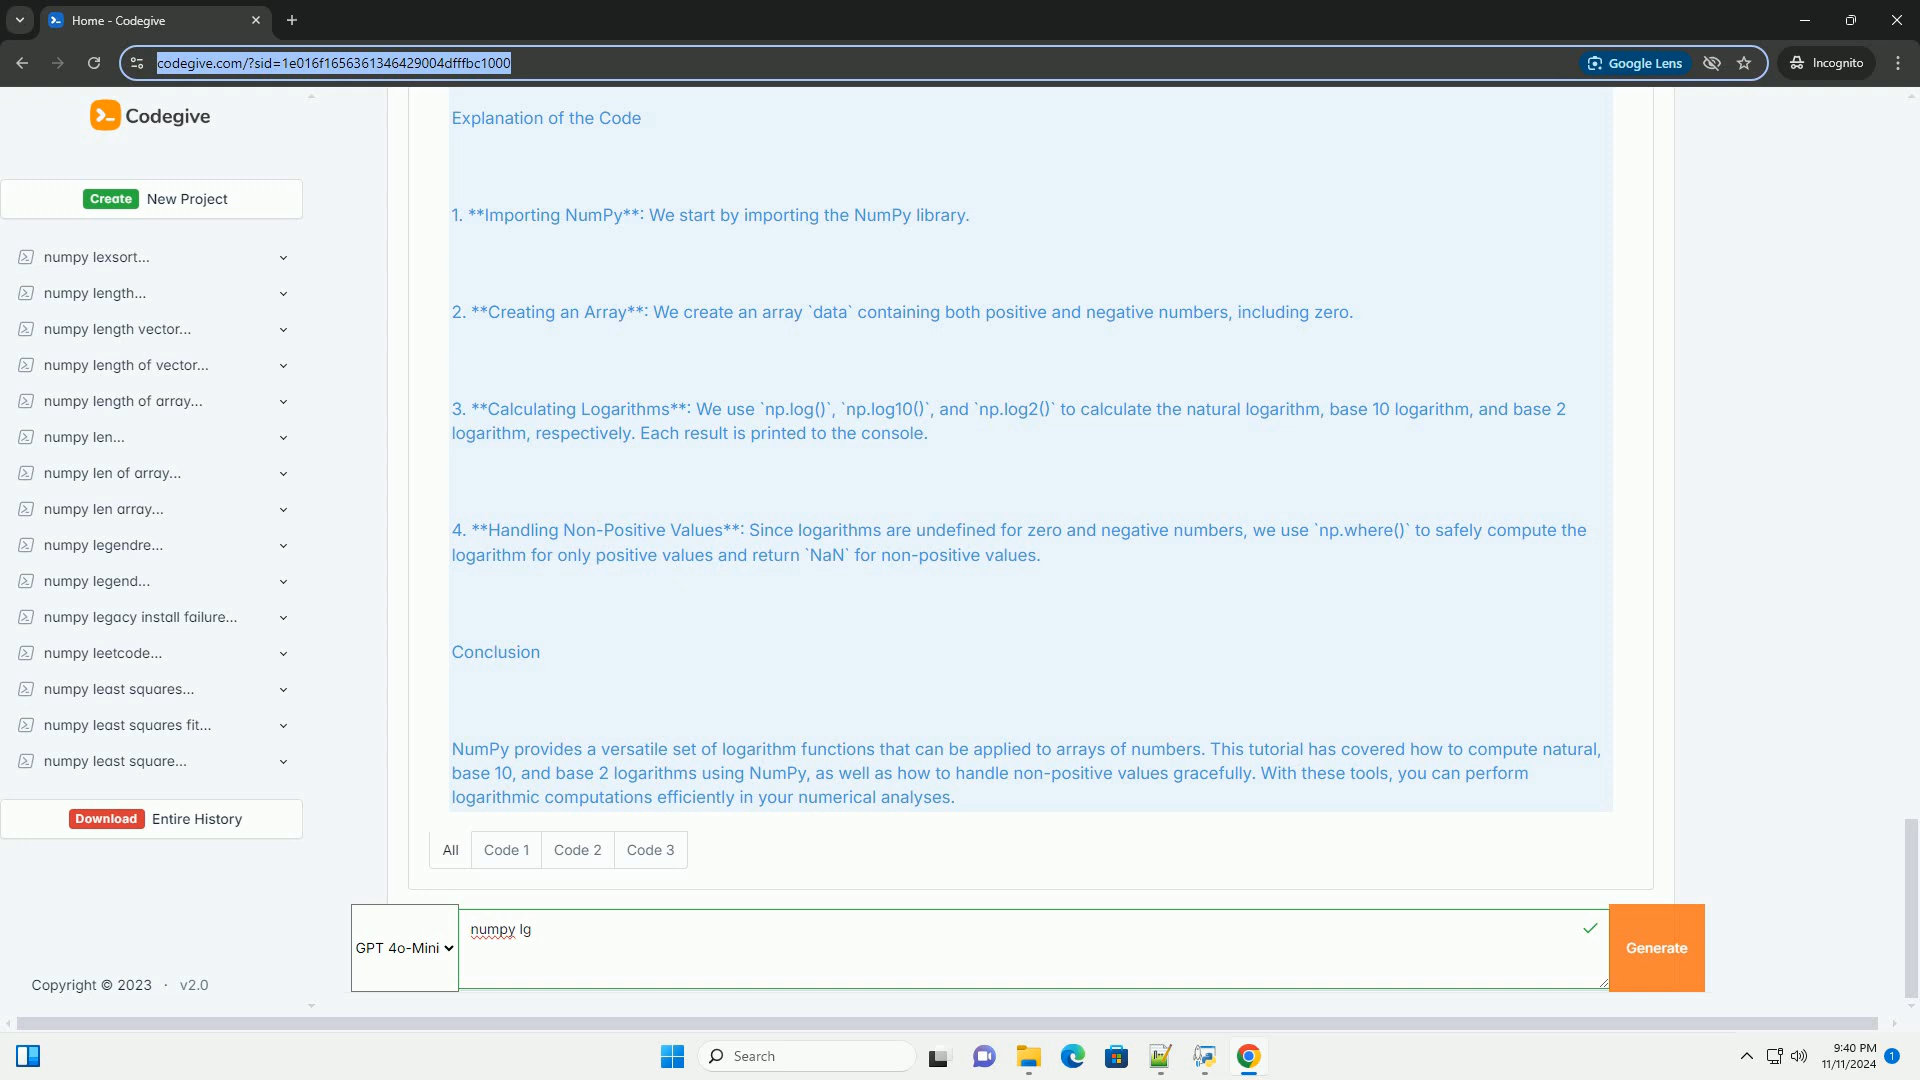 Home - Codegive
codegive.com/?sid=1e016f1656361346429004dfffbc1000
Google Lens
Incognito
Codegive
Create New Project
numpy lexsort...
numpy length...
numpy length vector...
numpy length of vector...
numpy length of array...
numpy len...
numpy len of array...
numpy len array...
numpy legendre...
numpy legend...
numpy legacy install failure...
numpy leetcode...
numpy least squares...
numpy least squares fit...
numpy least square...
Download Entire History
Copyright © 2023 · v2.0
Explanation of the Code
1. **Importing NumPy**: We start by importing the NumPy library.
2. **Creating an Array**: We create an array `data` containing both positive and negative numbers, including zero.
3. **Calculating Logarithms**: We use `np.log()`, `np.log10()`, and `np.log2()` to calculate the natural logarithm, base 10 logarithm, and base 2
logarithm, respectively. Each result is printed to the console.
4. **Handling Non-Positive Values**: Since logarithms are undefined for zero and negative numbers, we use `np.where()` to safely compute the
logarithm for only positive values and return `NaN` for non-positive values.
Conclusion
NumPy provides a versatile set of logarithm functions that can be applied to arrays of numbers. This tutorial has covered how to compute natural,
base 10, and base 2 logarithms using NumPy, as well as how to handle non-positive values gracefully. With these tools, you can perform
logarithmic computations efficiently in your numerical analyses.
All Code 1 Code 2 Code 3
GPT 4o-Mini
numpy lg
Generate
Search
9:40 PM
11/11/2024
1